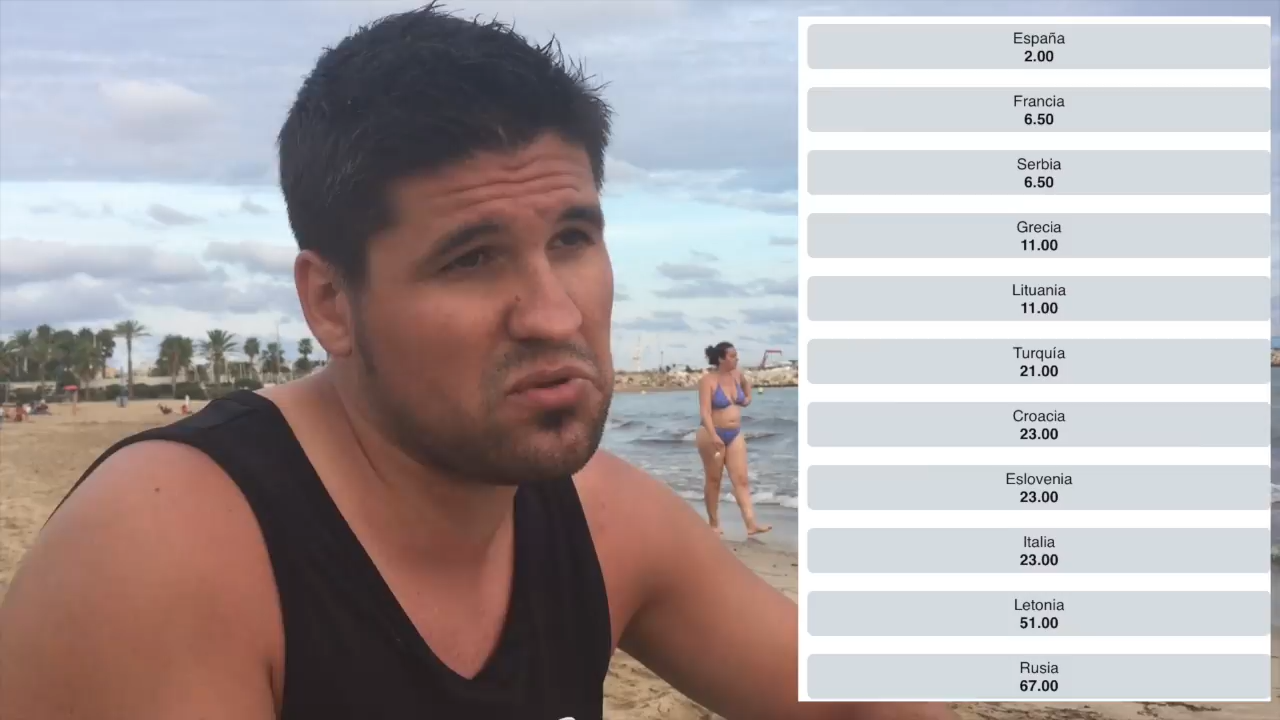 España
2.00
Francia
6.50
Serbia
6.50
Grecia
11.00
Lituania
11.00
Turquía
21.00
Croacia
23.00
Eslovenia
23.00
Italia
23.00
Letonia
51.00
Rusia
67.00